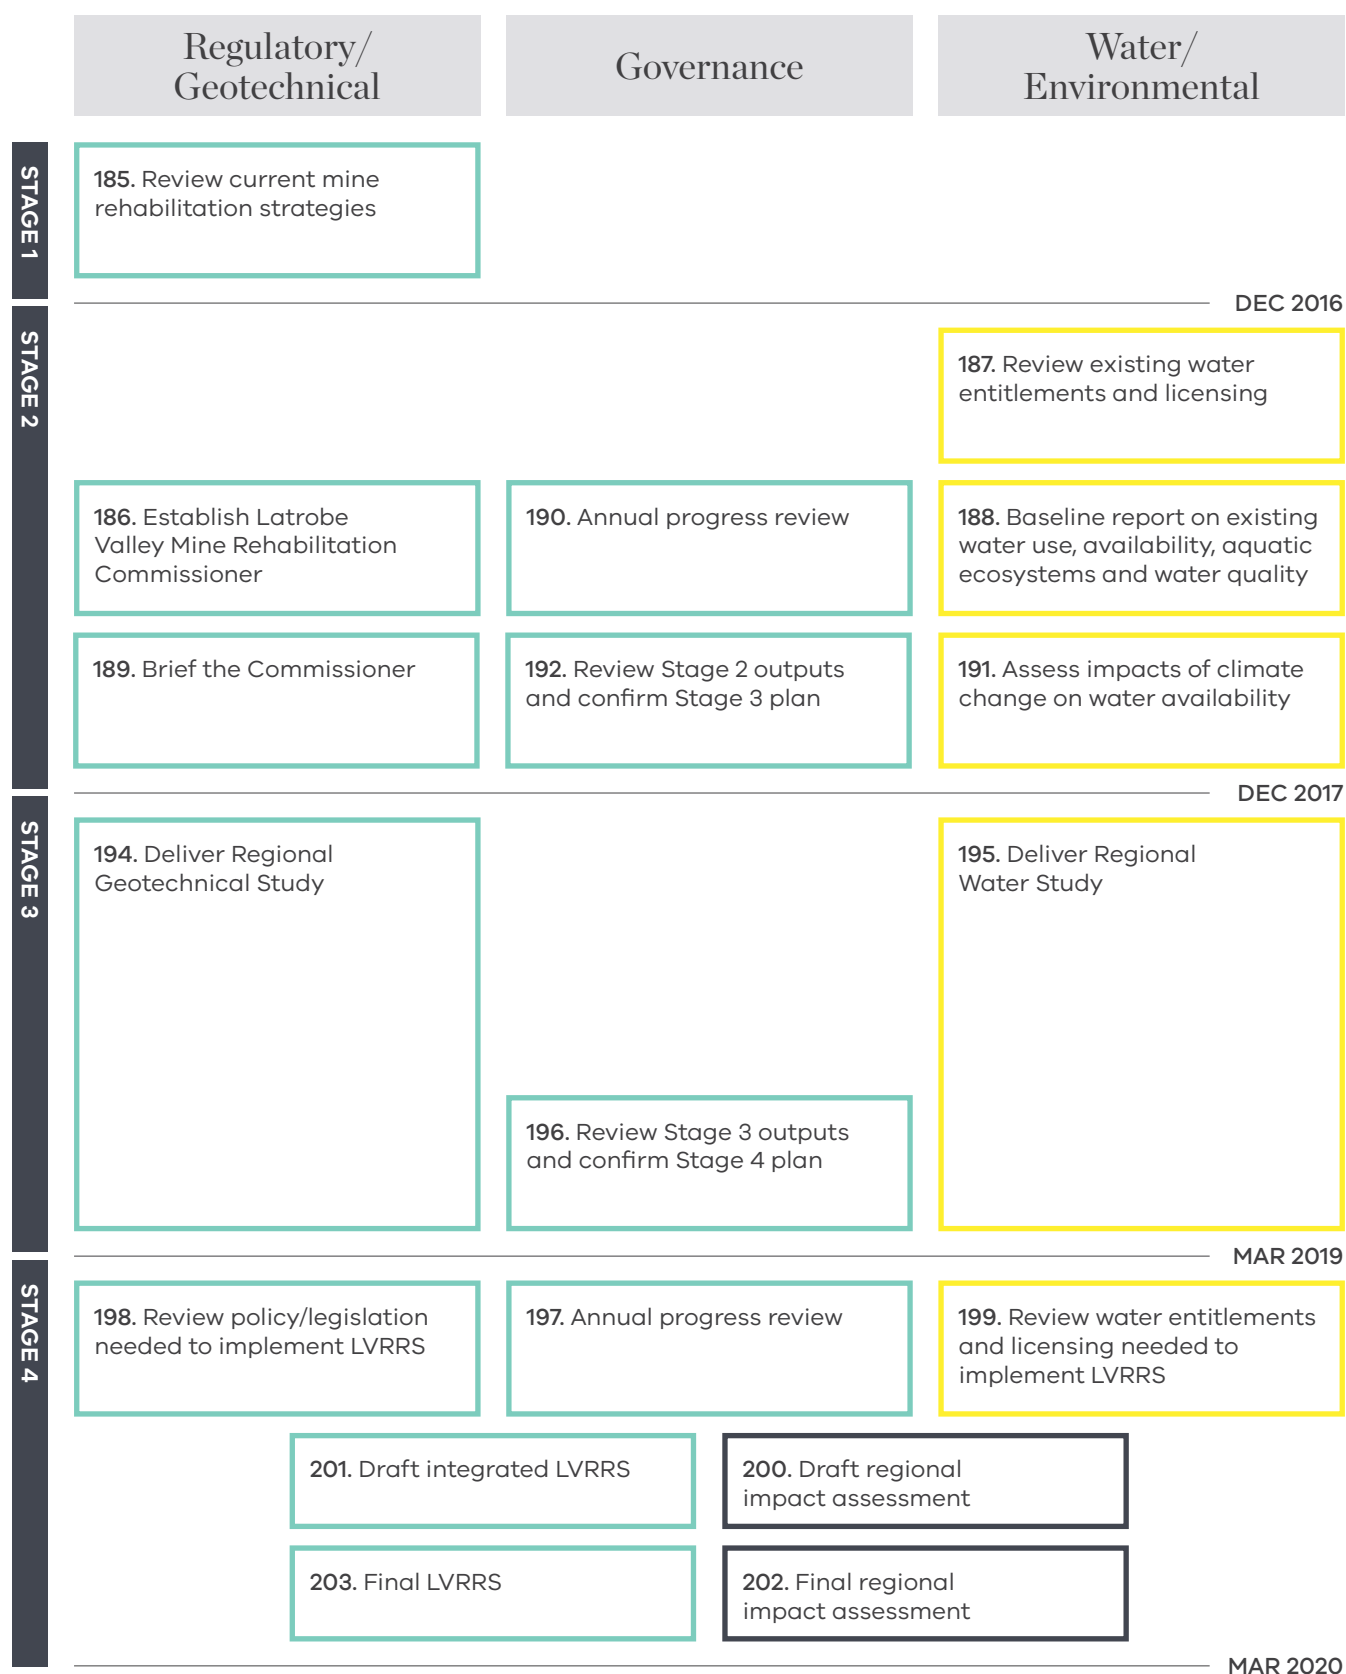 Regulatory/
Geotechnical
Governance
Water/
Environmental
STAGE 1
185. Review current mine
rehabilitation strategies
DEC 2016
STAGE 2
187. Review existing water
entitlements and licensing
186. Establish Latrobe
Valley Mine Rehabilitation
Commissioner
190. Annual progress review
188. Baseline report on existing
water use, availability, aquatic
ecosystems and water quality
189. Brief the Commissioner
192. Review Stage 2 outputs
and confirm Stage 3 plan
191. Assess impacts of climate
change on water availability
DEC 2017
STAGE 3
194. Deliver Regional
Geotechnical Study
195. Deliver Regional
Water Study
196. Review Stage 3 outputs
and confirm Stage 4 plan
MAR 2019
STAGE 4
198. Review policy/legislation
needed to implement LVRRS
197. Annual progress review
199. Review water entitlements
and licensing needed to
implement LVRRS
201. Draft integrated LVRRS
200. Draft regional
impact assessment
203. Final LVRRS
202. Final regional
impact assessment
MAR 2020